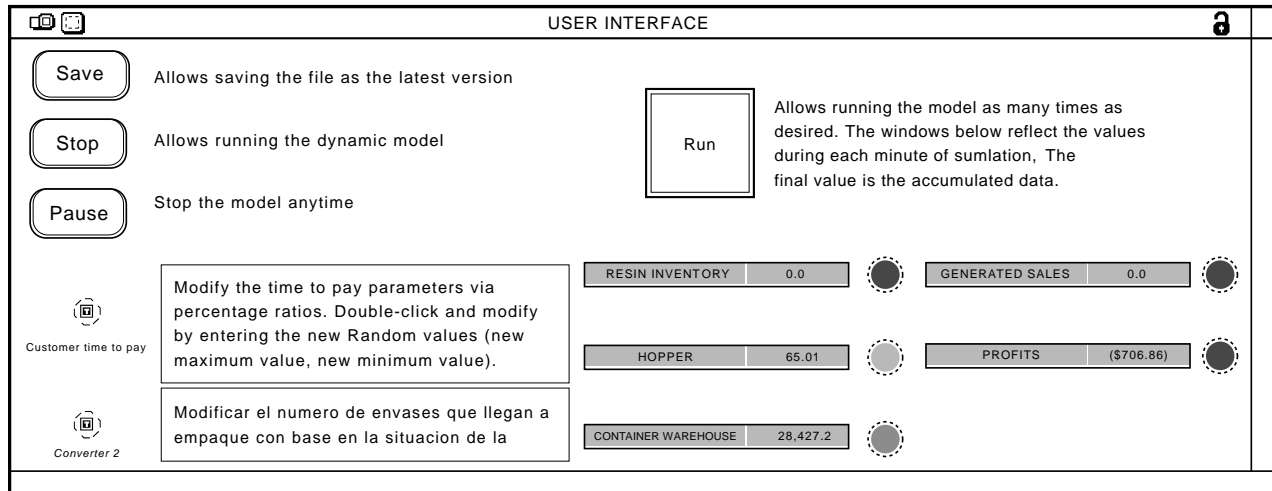 USER INTERFACE
Save
Allows saving the file as the latest version
Stop
Allows running the dynamic model
Pause
Stop the model anytime
Run
Allows running the model as many times as
desired. The windows below reflect the values
during each minute of sumlation, The
final value is the accumulated data.
Customer time to pay
Modify the time to pay parameters via
percentage ratios. Double-click and modify
by entering the new Random values (new
maximum value, new minimum value).
Converter 2
Modificar el numero de envases que llegan a
empaque con base en la situacion de la
RESIN INVENTORY 0.0
GENERATED SALES 0.0
HOPPER 65.01
PROFITS ($706.86)
CONTAINER WAREHOUSE 28,427.2